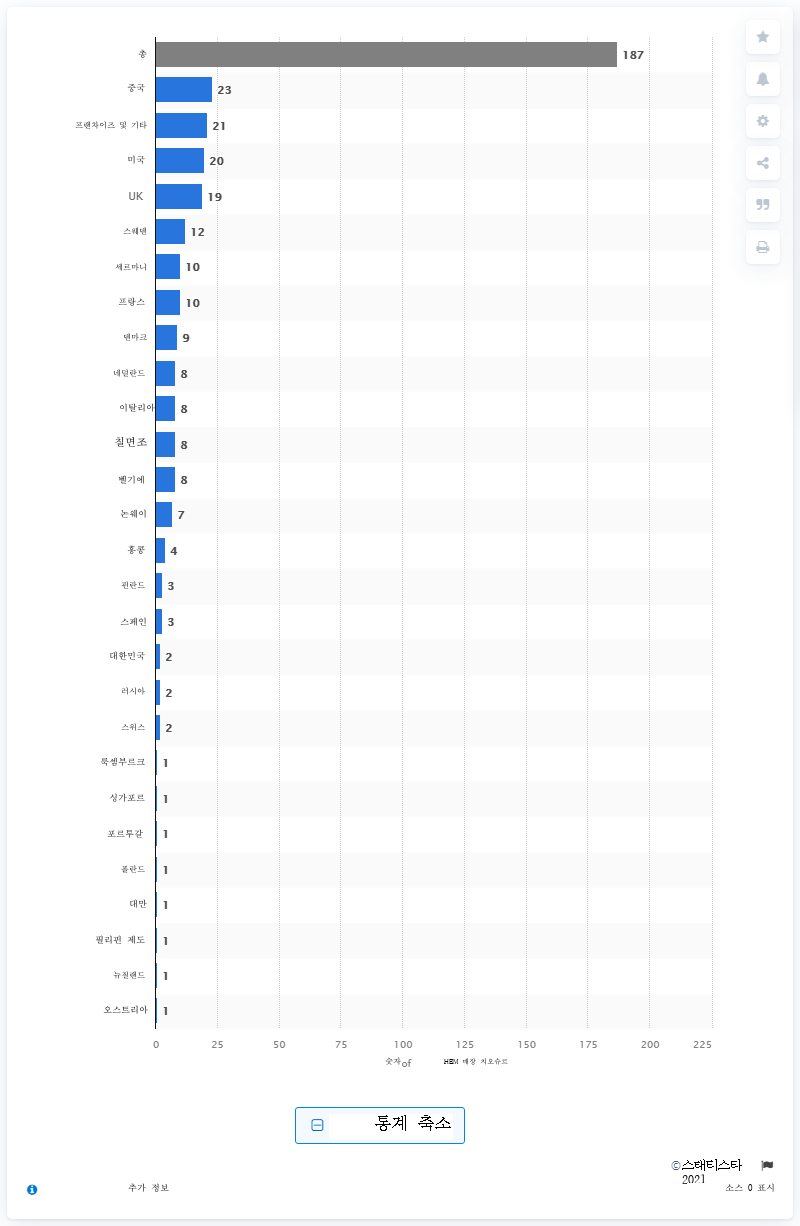 총 187
중국 23
프랜차이즈 및 기타 21
미국 20
UK 19
스웨덴 12
세르마니 10
프랑스 10
덴마크 9
네덜란드 8
이탈리아 8
칠면조 8
벨기에 8
논웨이 7
홍콩 4
핀란드 3
스페인 3
대한민국 2
러시아 2
스위스 2
룩셈부르크 1
싱가포르 1
포르투갈 1
폴란드 1
대만 1
필리핀 제도 1
뉴질랜드 1
오스트리아 1
0 25 50 75 100 125 150 175 200 225
숫자of H&M 매장 치오슈르
통계 축소
©스태티스타
2021
추가 정보 소스 0 표시